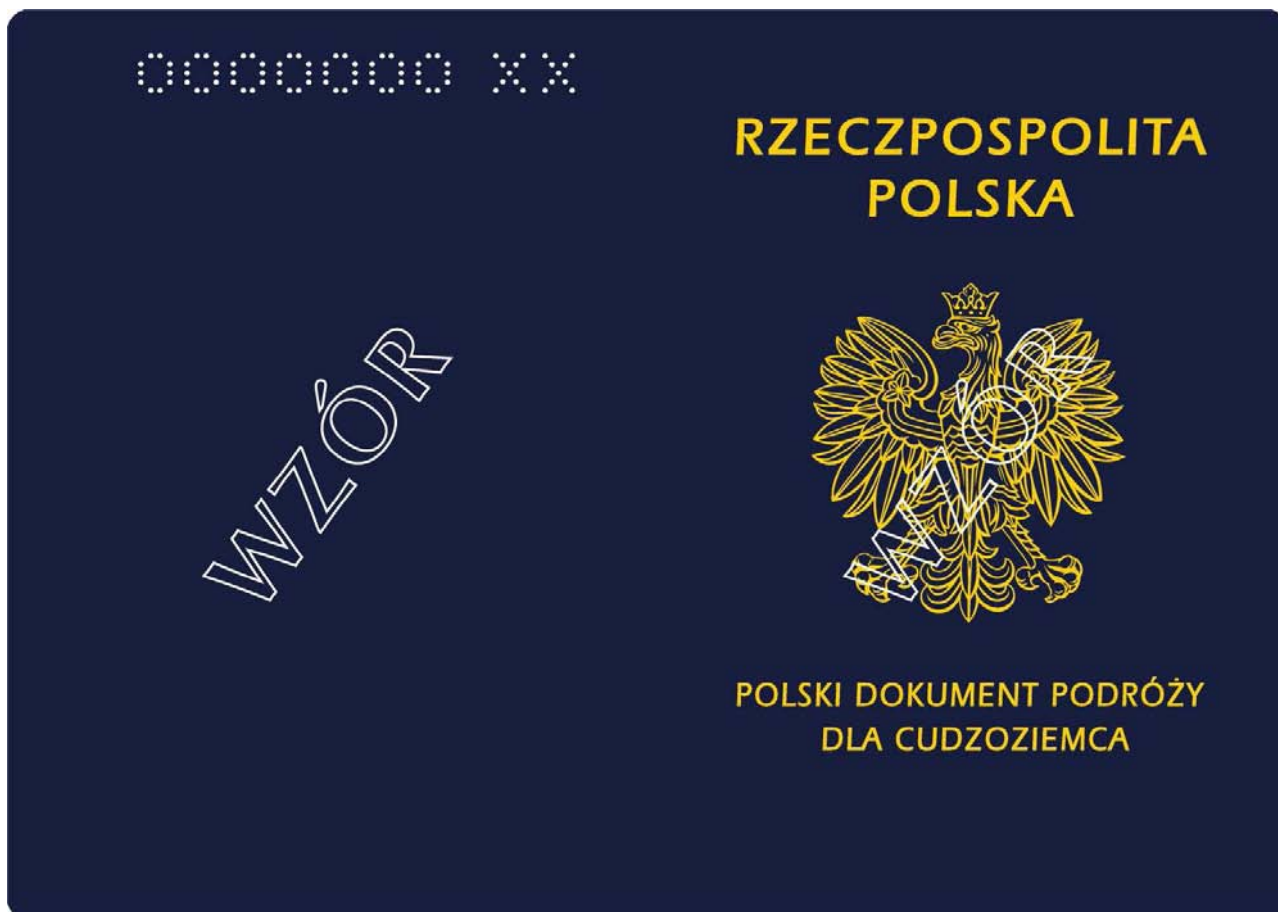 0000000 XX
WZÓR
RZECZPOSPOLITA
POLSKA
WZÓR
POLSKI DOKUMENT PODRÓŻY
DLA CUDZOZIEMCA